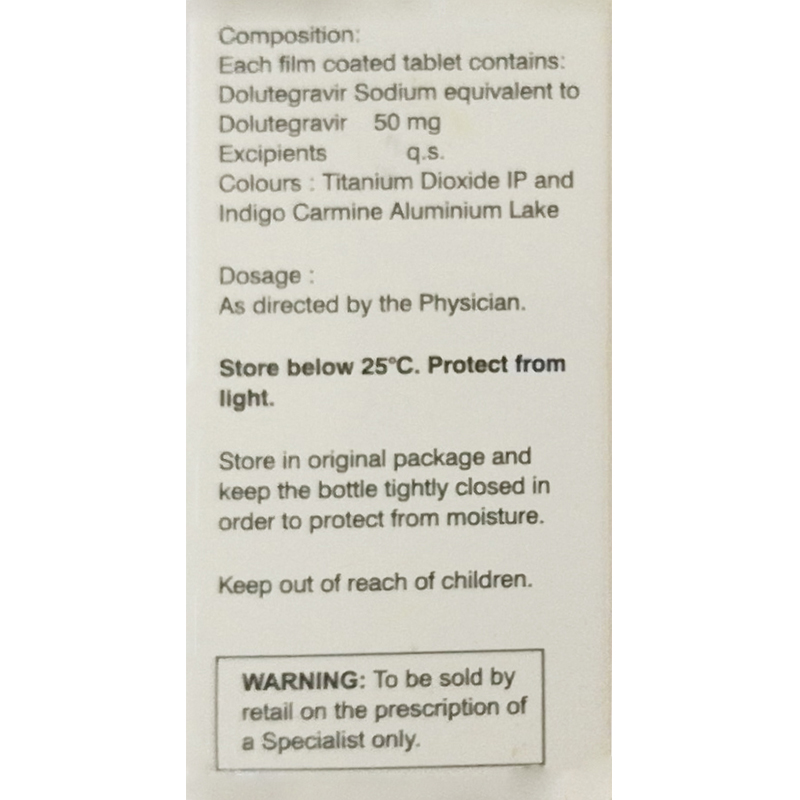 Composition:
Each film coated tablet contains:
Dolutegravir Sodium equivalent to
Dolutegravir 50 mg
Excipients q.s.
Colours : Titanium Dioxide IP and
Indigo Carmine Aluminium Lake
Dosage :
As directed by the Physician.
Store below 25°C. Protect from
light.
Store in original package and
keep the bottle tightly closed in
order to protect from moisture.
Keep out of reach of children.
WARNING: To be sold by
retail on the prescription of
a Specialist only.